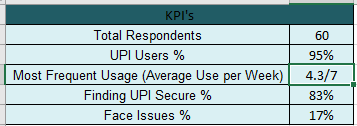 KPI's
Total Respondents 60
UPI Users % 95%
Most Frequent Usage (Average Use per Week) 4.3/7
Finding UPI Secure % 83%
Face Issues % 17%